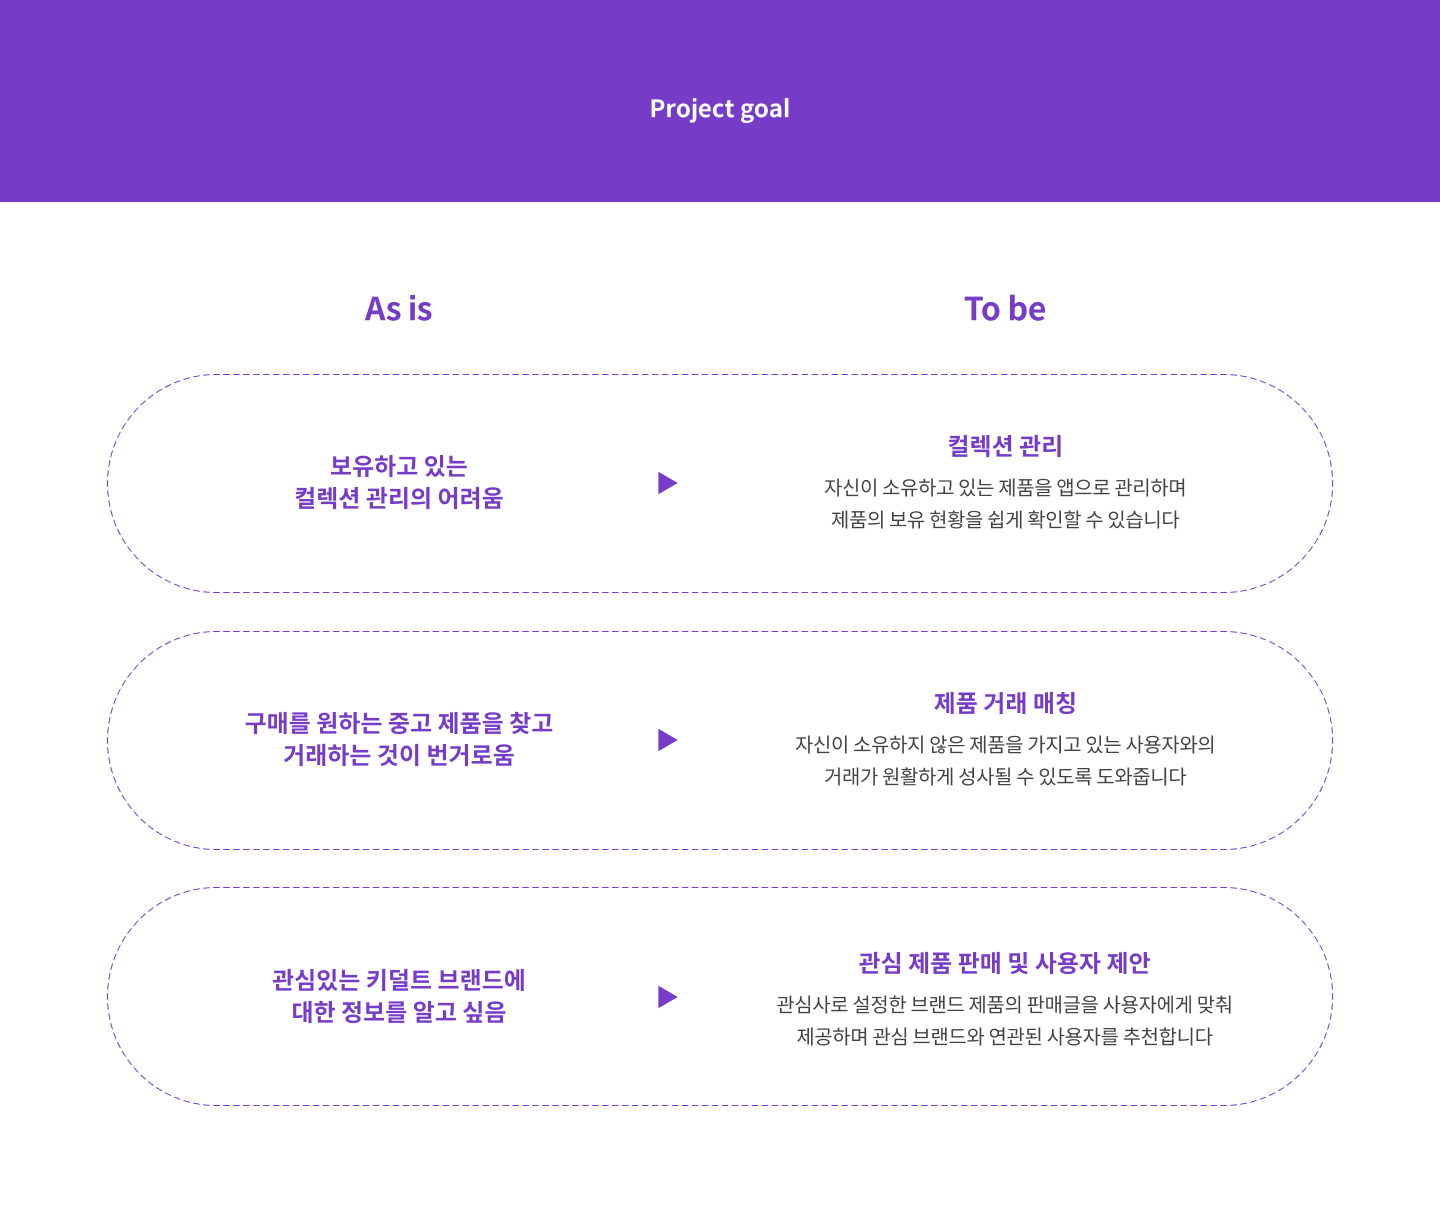 Project goal
As is
To be
보유하고 있는
컬렉션 관리의 어려움
컬렉션 관리
자신이 소유하고 있는 제품을 앱으로 관리하며
제품의 보유 현황을 쉽게 확인할 수 있습니다
구매를 원하는 중고 제품을 찾고
거래하는 것이 번거로움
제품 거래 매칭
자신이 소유하지 않은 제품을 가지고 있는 사용자와의
거래가 원활하게 성사될 수 있도록 도와줍니다
관심있는 키덜트 브랜드에
대한 정보를 알고 싶음
관심 제품 판매 및 사용자 제안
관심사로 설정한 브랜드 제품의 판매글을 사용자에게 맞춰
제공하며 관심 브랜드와 연관된 사용자를 추천합니다